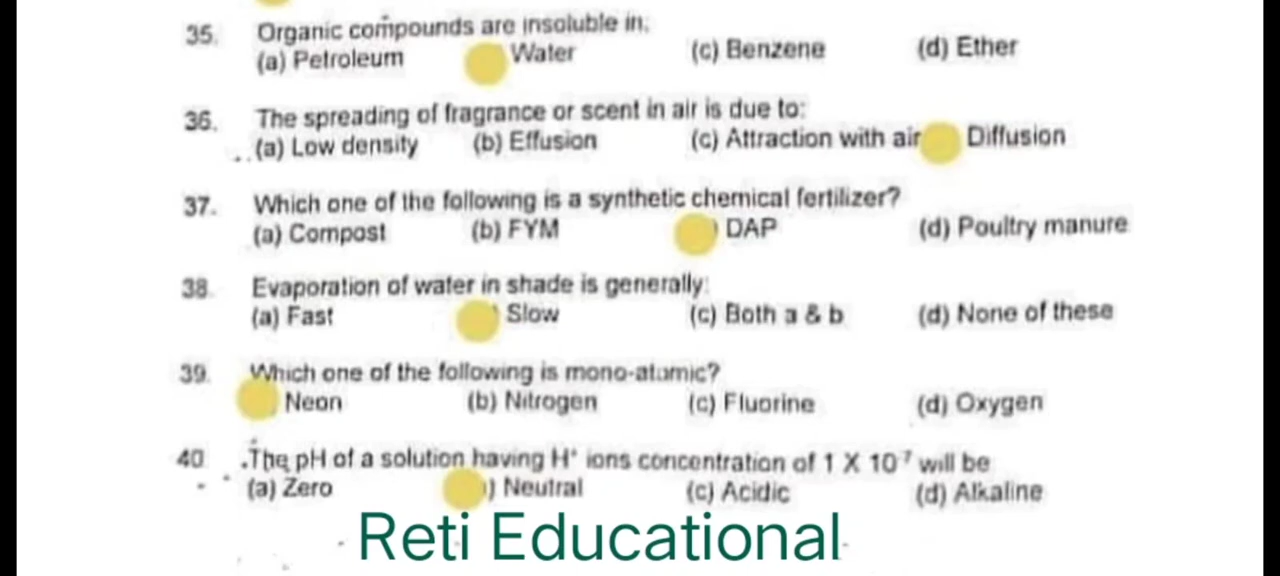 35. Organic compounds are insoluble in:
(a) Petroleum Water (c) Benzene (d) Ether
36. The spreading of fragrance or scent in air is due to:
(a) Low density (b) Effusion (c) Attraction with air Diffusion
37. Which one of the following is a synthetic chemical fertilizer?
(a) Compost (b) FYM ) DAP (d) Poultry manure
38. Evaporation of water in shade is generally:
(a) Fast Slow (c) Both a & b (d) None of these
39. Which one of the following is mono-atomic?
Neon (b) Nitrogen (c) Fluorine (d) Oxygen
40 .The pH of a solution having H⁺ ions concentration of 1 X 10⁻⁷ will be
(a) Zero ) Neutral (c) Acidic (d) Alkaline
Reti Educational